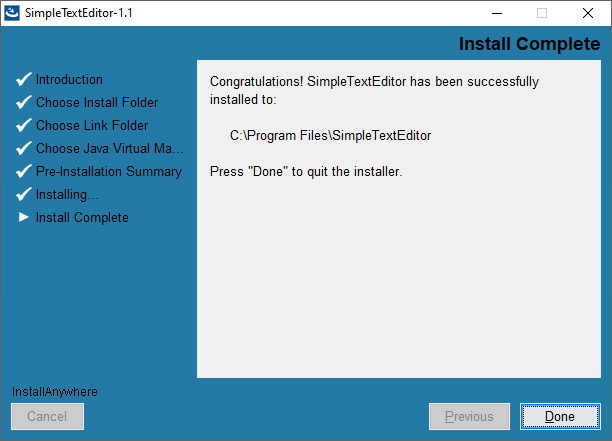 SimpleTextEditor-1.1
Install Complete
Introduction
Choose Install Folder
Choose Link Folder
Choose Java Virtual Ma...
Pre-Installation Summary
Installing...
Install Complete
Congratulations! SimpleTextEditor has been successfully
installed to:
C:\Program Files\SimpleTextEditor
Press "Done" to quit the installer.
InstallAnywhere
Cancel
Previous
Done